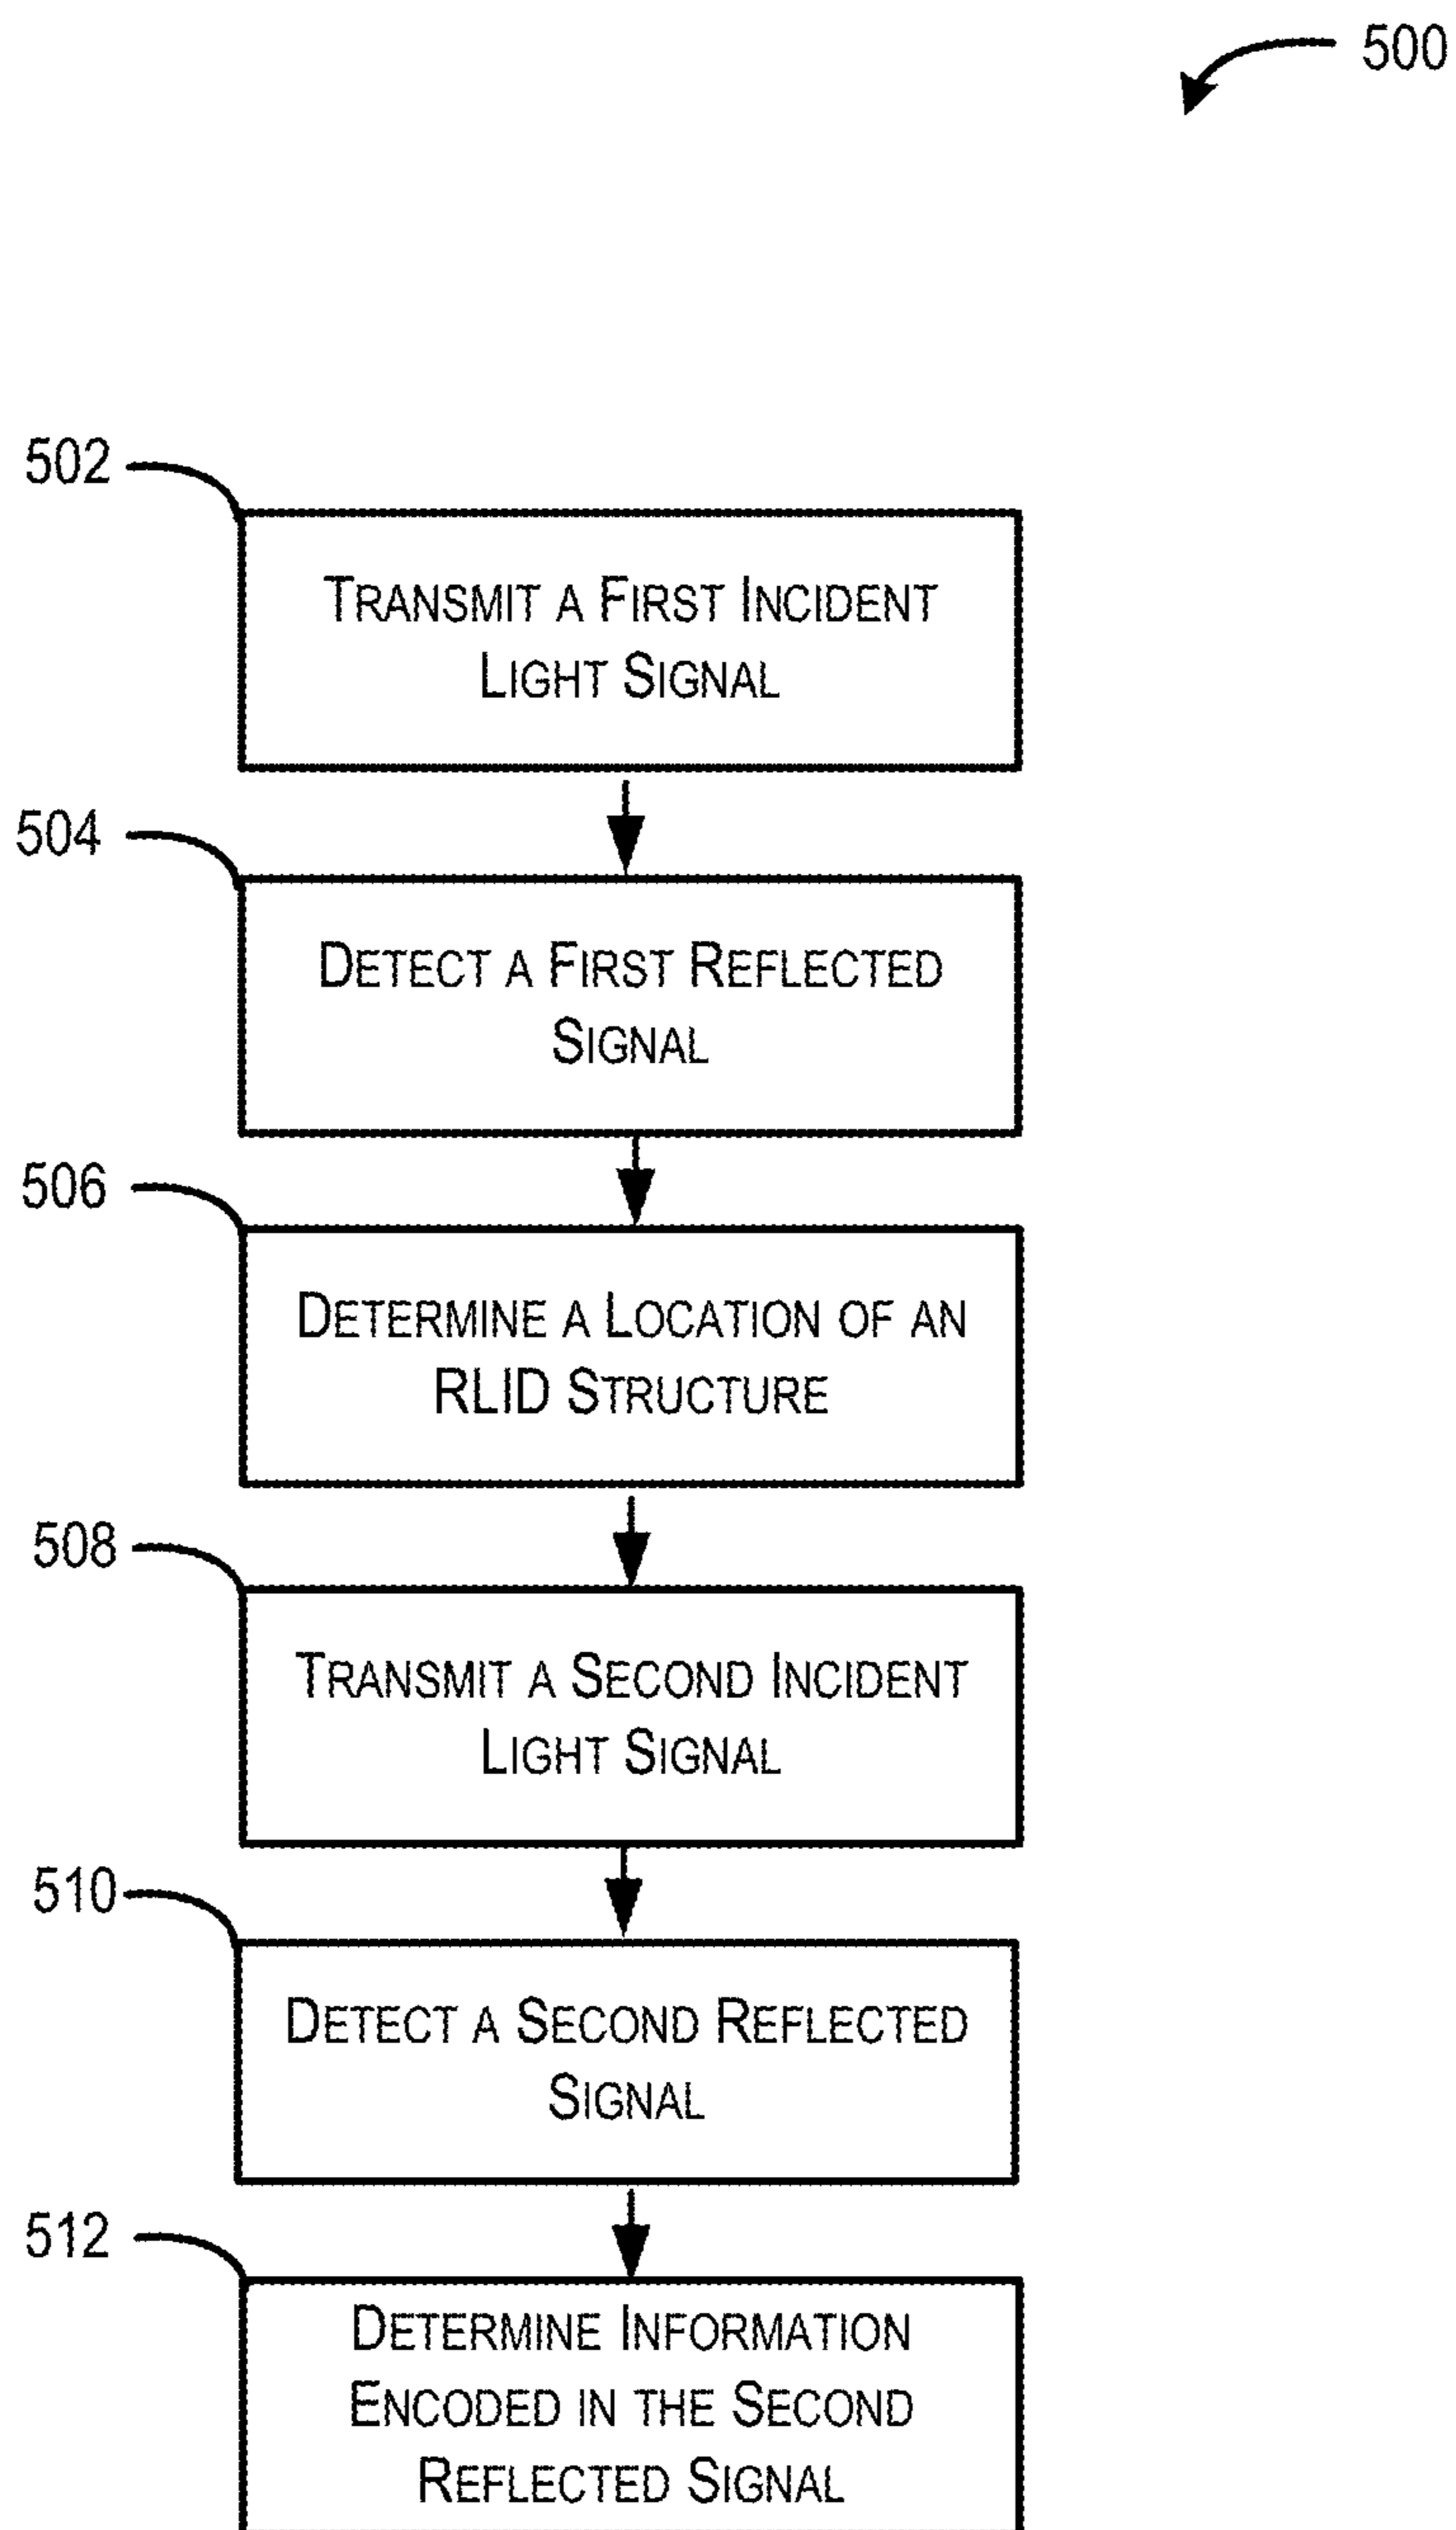 500
502
TRANSMIT A FIRST INCIDENT
LIGHT SIGNAL
504
DETECT A FIRST REFLECTED
SIGNAL
506
DETERMINE A LOCATION OF AN
RLID STRUCTURE
508
TRANSMIT A SECOND INCIDENT
LIGHT SIGNAL
510
DETECT A SECOND REFLECTED
SIGNAL
512
DETERMINE INFORMATION
ENCODED IN THE SECOND
REFLECTED SIGNAL